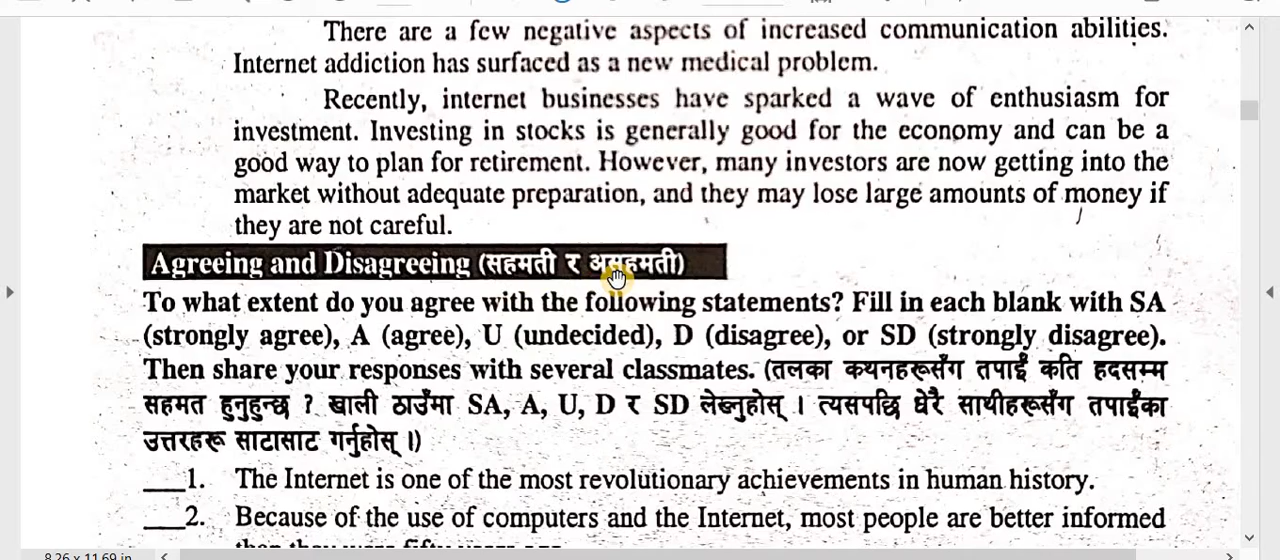 There are a few negative aspects of increased communication abilities.
Internet addiction has surfaced as a new medical problem.
Recently, internet businesses have sparked a wave of enthusiasm for
investment. Investing in stocks is generally good for the economy and can be a
good way to plan for retirement. However, many investors are now getting into the
market without adequate preparation, and they may lose large amounts of money if
they are not careful.
Agreeing and Disagreeing (सहमती र असहमती)
To what extent do you agree with the following statements? Fill in each blank with SA
(strongly agree), A (agree), U (undecided), D (disagree), or SD (strongly disagree).
Then share your responses with several classmates. (तलका कथनहरूसँग तपाईं कति हदसम्म
सहमत हुनुहुन्छ ? खाली ठाउँमा SA, A, U, D र SD लेख्नुहोस् । त्यसपछि धेरै साथीहरूसँग तपाईंका
उत्तरहरू साटासाट गर्नुहोस् ।)
___1. The Internet is one of the most revolutionary achievements in human history.
___2. Because of the use of computers and the Internet, most people are better informed
8.26 x 11.69 in